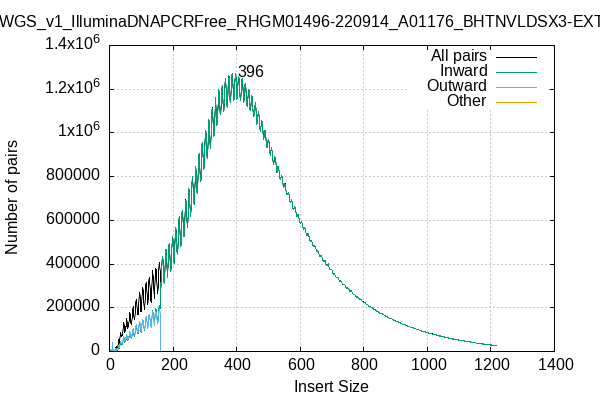 WGS_v1_IlluminaDNAPCRFree_RHGM01496-220914_A01176_BHTNVLDSX3-EXT
1.4x10^6
1.2x10^6
1x10^6
800000
600000
400000
200000
0
Number of pairs
396
All pairs
Inward
Outward
Other
0 200 400 600 800 1000 1200 1400
Insert Size